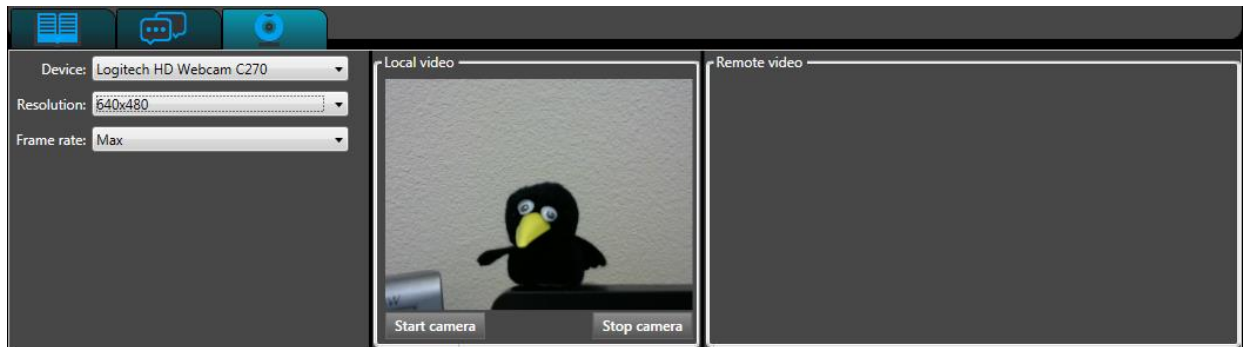 Device: Logitech HD Webcam C270
Resolution: 640x480
Frame rate: Max
Local video
Start camera
Stop camera
Remote video